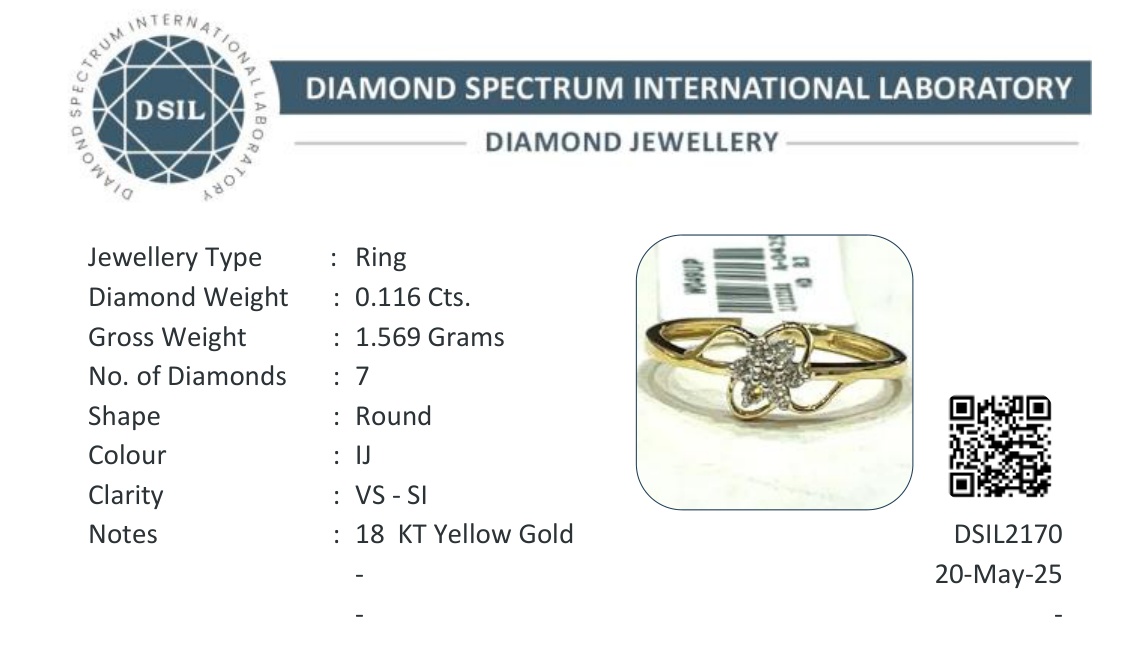 DIAMOND SPECTRUM INTERNATIONAL LABORATORY
DSIL
DIAMOND SPECTRUM INTERNATIONAL LABORATORY
DIAMOND JEWELLERY
Jewellery Type : Ring
Diamond Weight : 0.116 Cts.
Gross Weight : 1.569 Grams
No. of Diamonds : 7
Shape : Round
Colour : IJ
Clarity : VS - SI
Notes : 18 KT Yellow Gold
-
-
DSIL2170
20-May-25
-